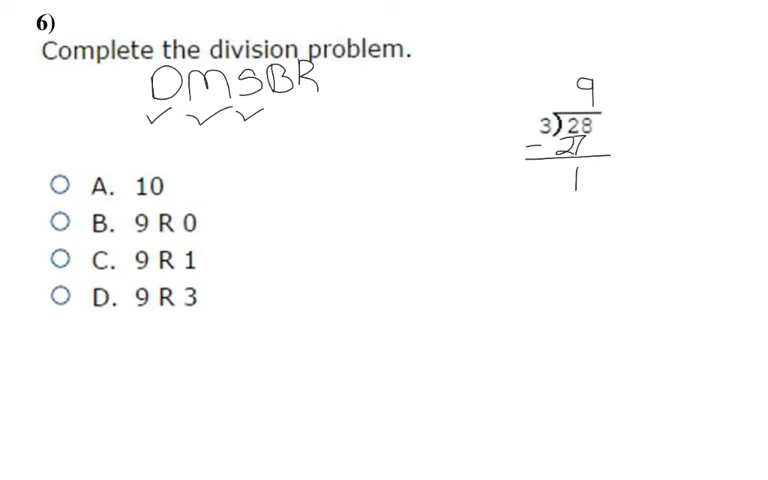 6)
Complete the division problem.
DMSBR
9
3)28
- 27
1
A. 10
B. 9 R 0
C. 9 R 1
D. 9 R 3